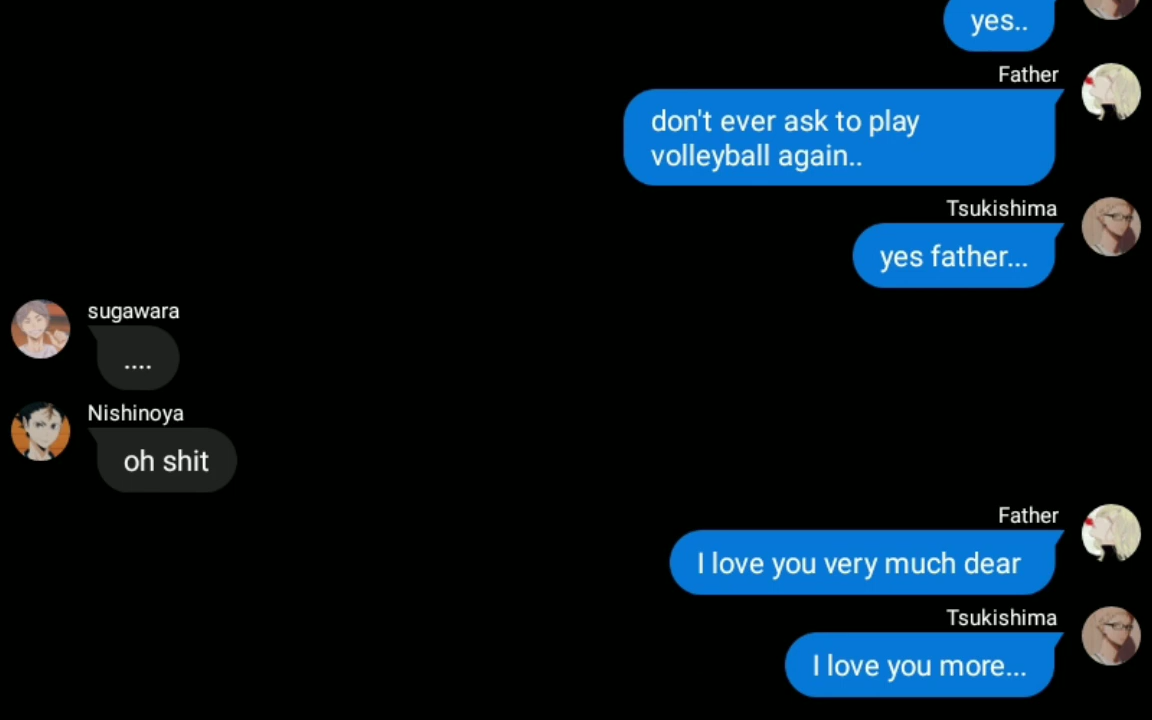 yes..
Father
don't ever ask to play
volleyball again..
Tsukishima
yes father...
sugawara
....
Nishinoya
oh shit
Father
I love you very much dear
Tsukishima
I love you more...